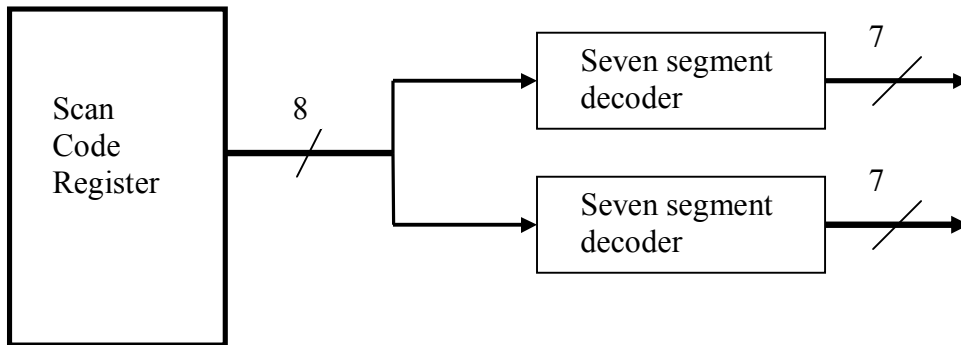 Scan
Code
Register
8
Seven segment
decoder
7
Seven segment
decoder
7